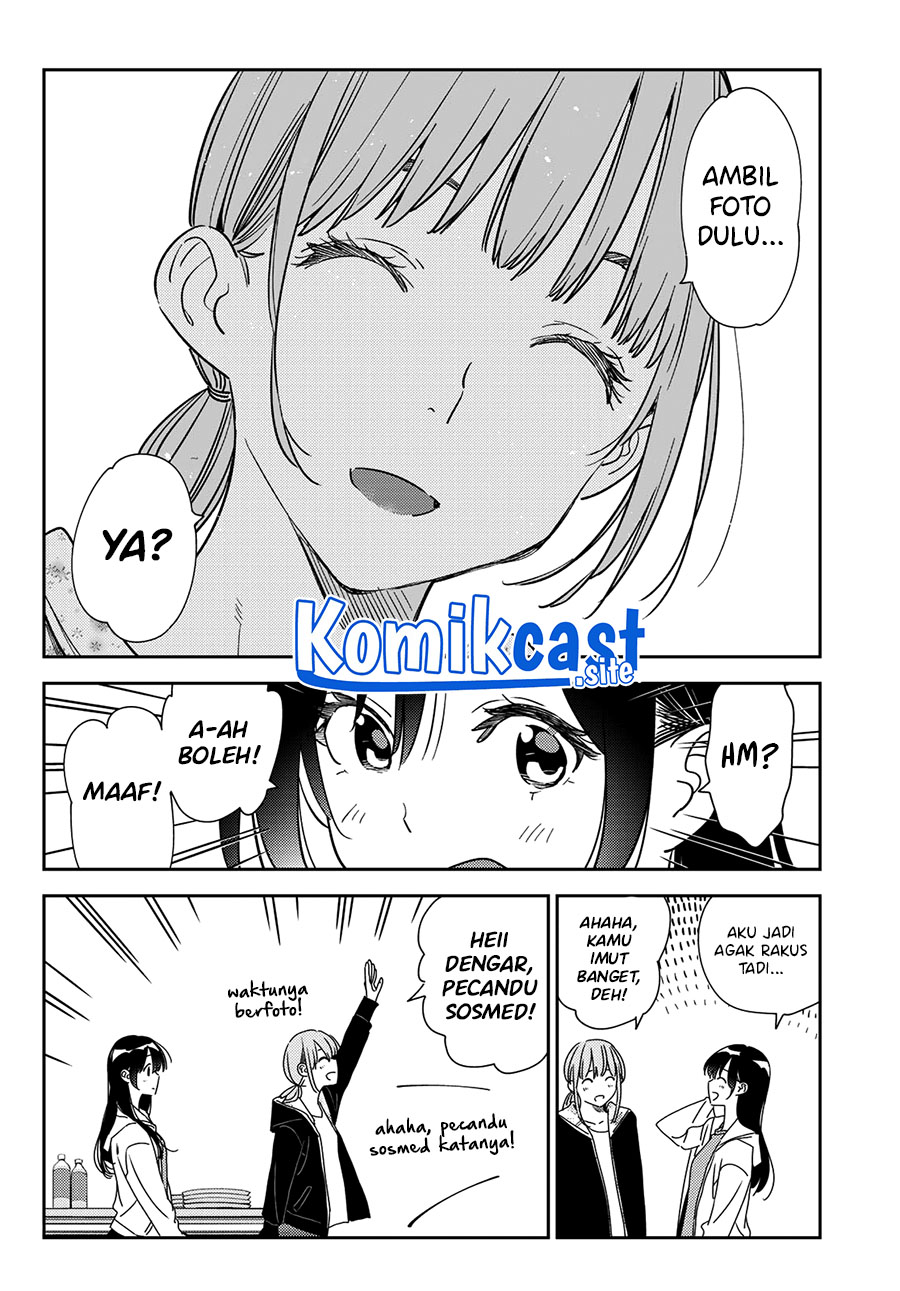 AMBIL
FOTO
DULU...
YA?
Komikcast
.site
HM?
A-AH
BOLEH!
MAAF!
AKU JADI
AGAK RAKUS
TADI...
AHAHA,
KAMU
IMUT
BANGET,
DEH!
HEII
DENGAR,
PECANDU
SOSMED!
waktunya
berfoto!
ahaha, pecandu
sosmed katanya!